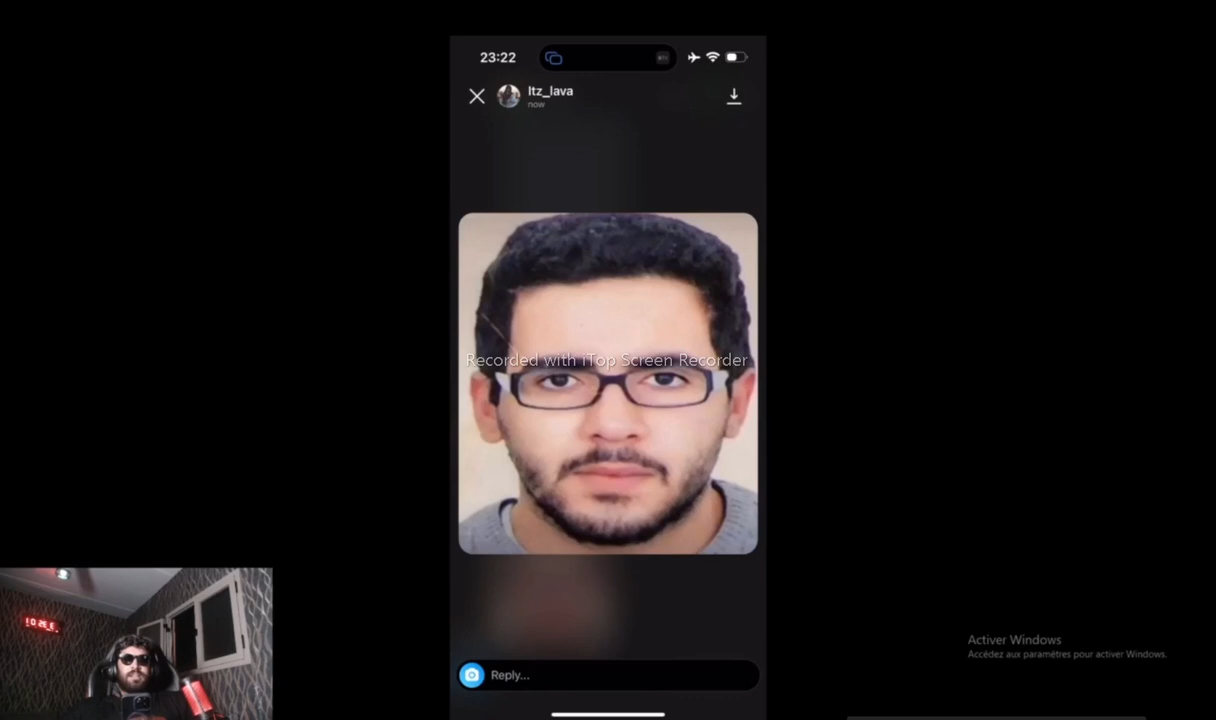 23:22
Itz_lava
now
Recorded with iTop Screen Recorder
Reply...
Activer Windows
Accédez aux paramètres pour activer Windows.